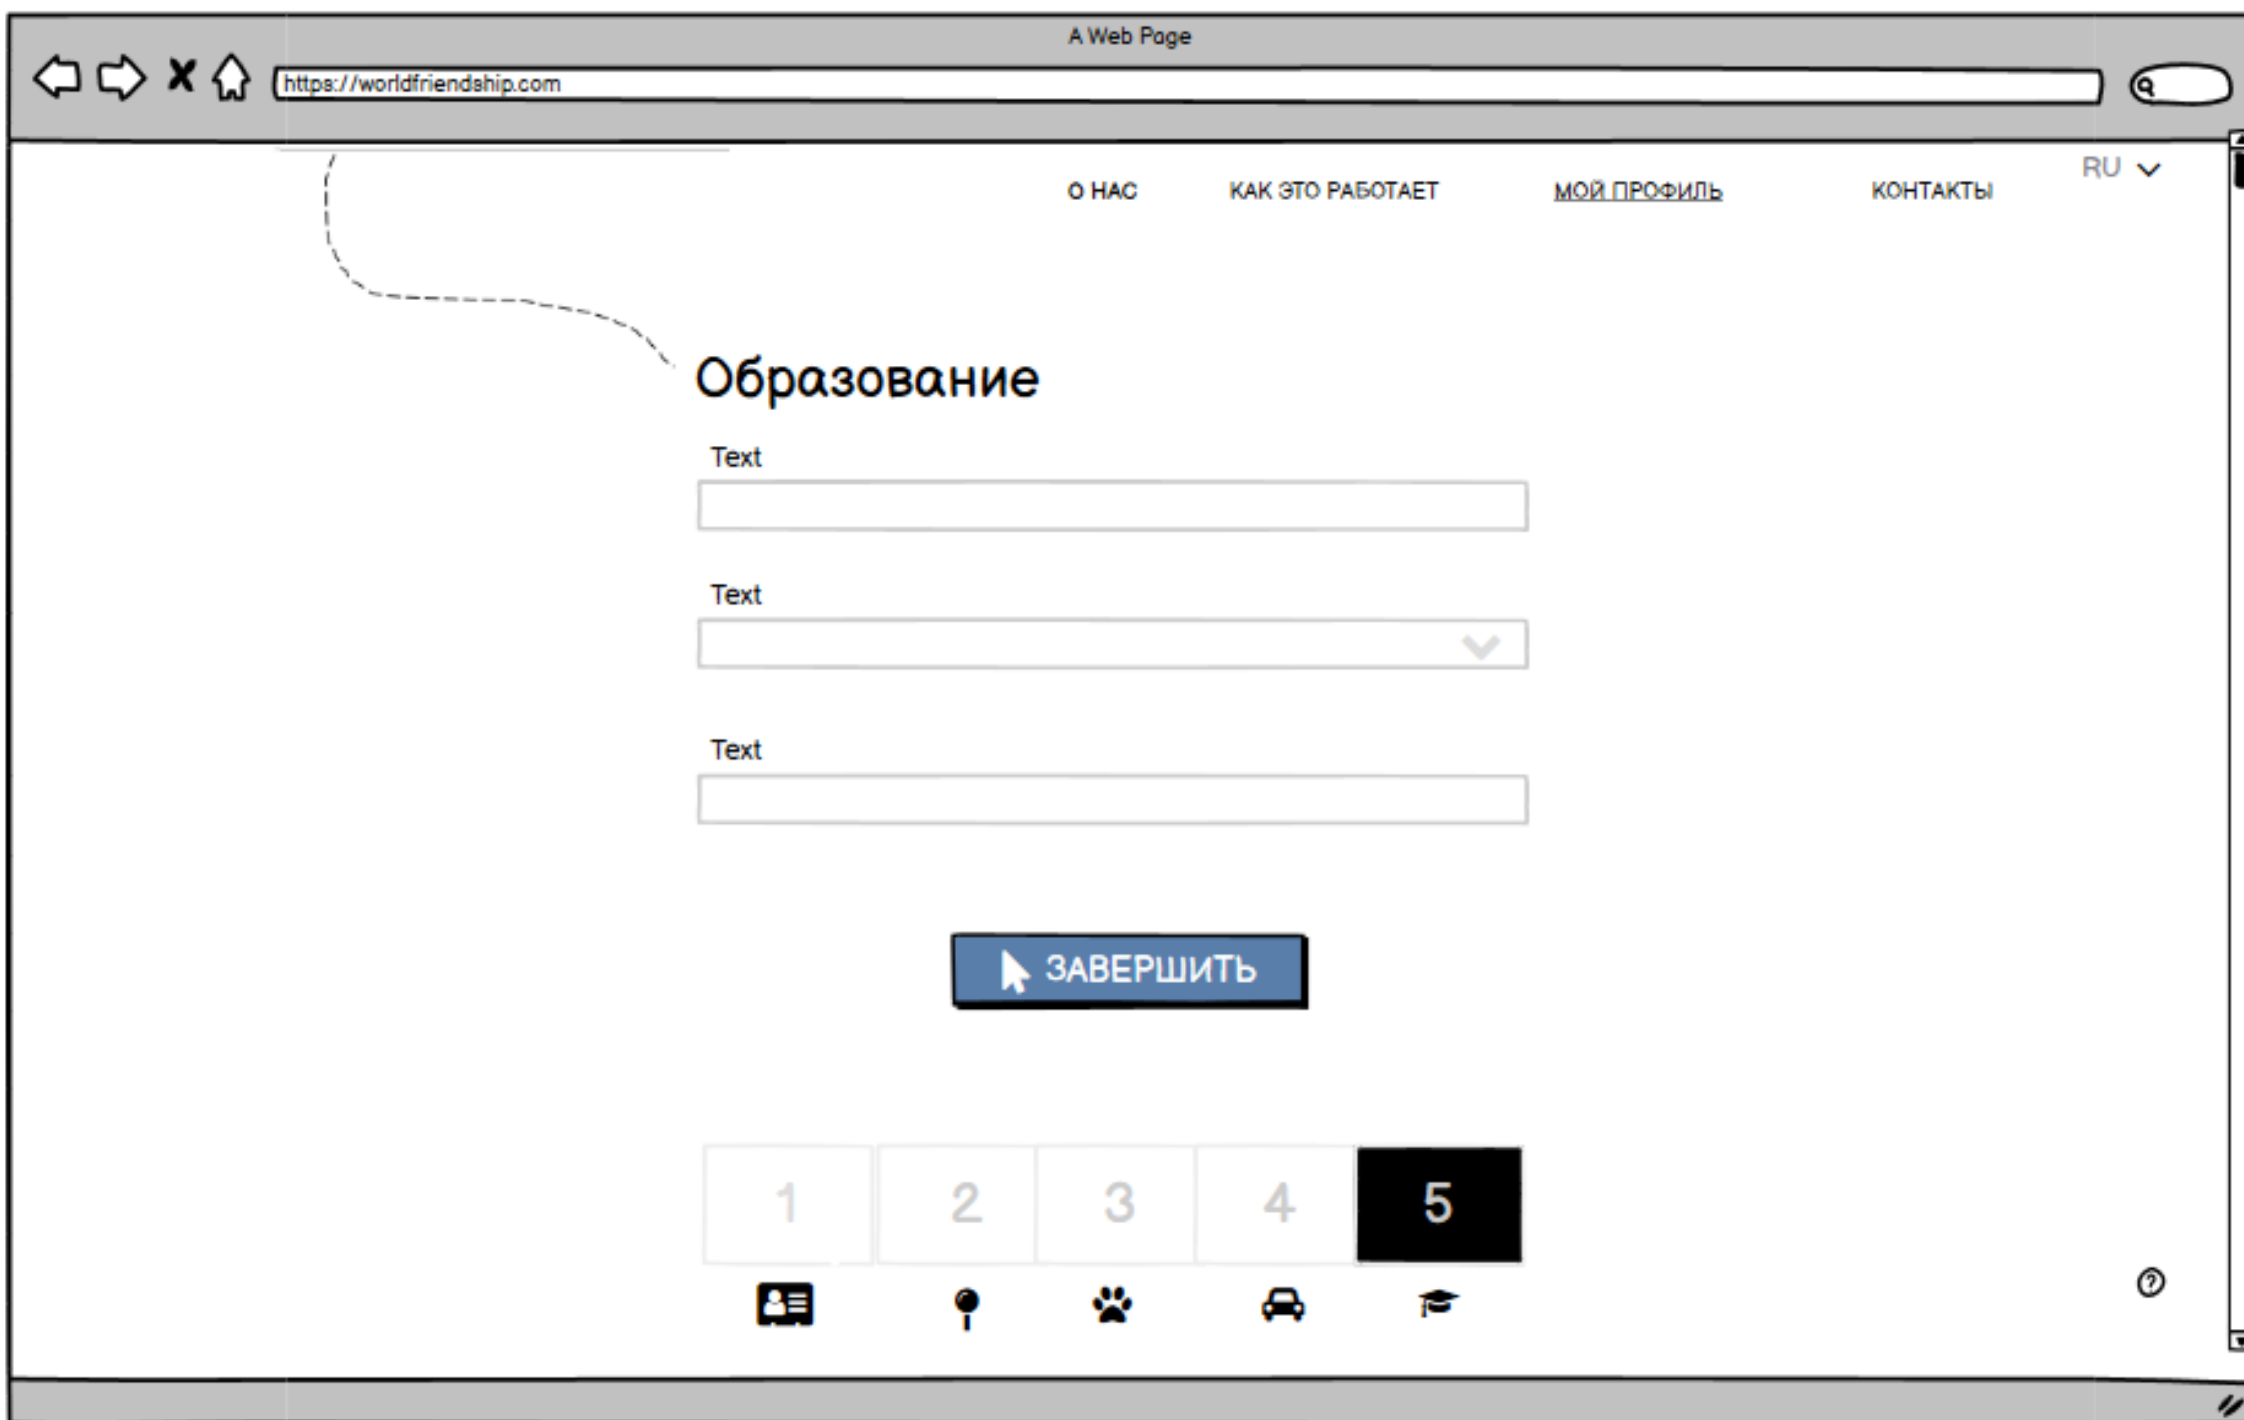 A Web Page
https://worldfriendship.com
RU
О НАС КАК ЭТО РАБОТАЕТ МОЙ ПРОФИЛЬ КОНТАКТЫ
Образование
Text
Text
Text
ЗАВЕРШИТЬ
1 2 3 4 5
?